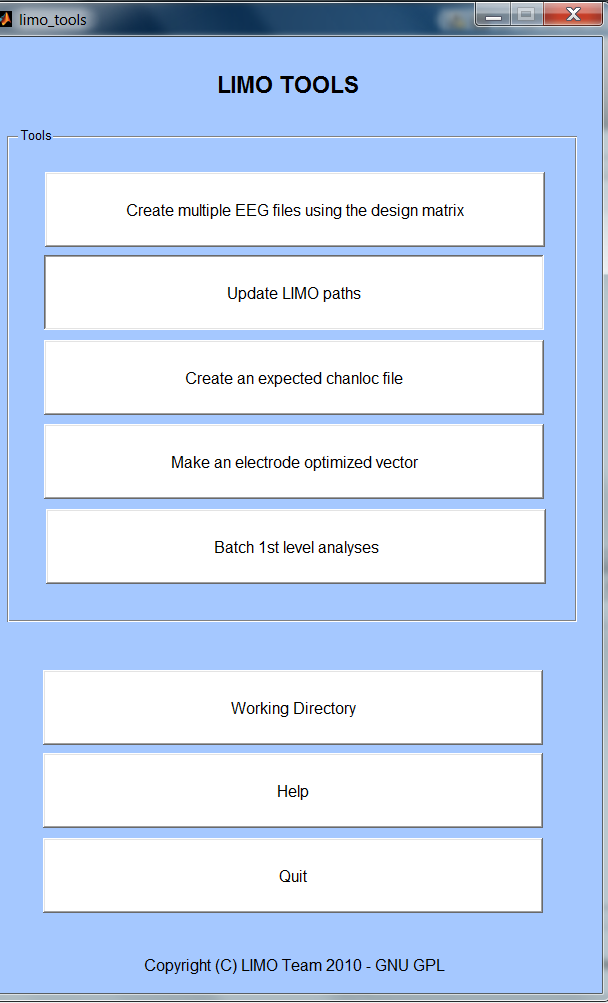 limo_tools
LIMO TOOLS
Tools
Create multiple EEG files using the design matrix
Update LIMO paths
Create an expected chanloc file
Make an electrode optimized vector
Batch 1st level analyses
Working Directory
Help
Quit
Copyright (C) LIMO Team 2010 - GNU GPL